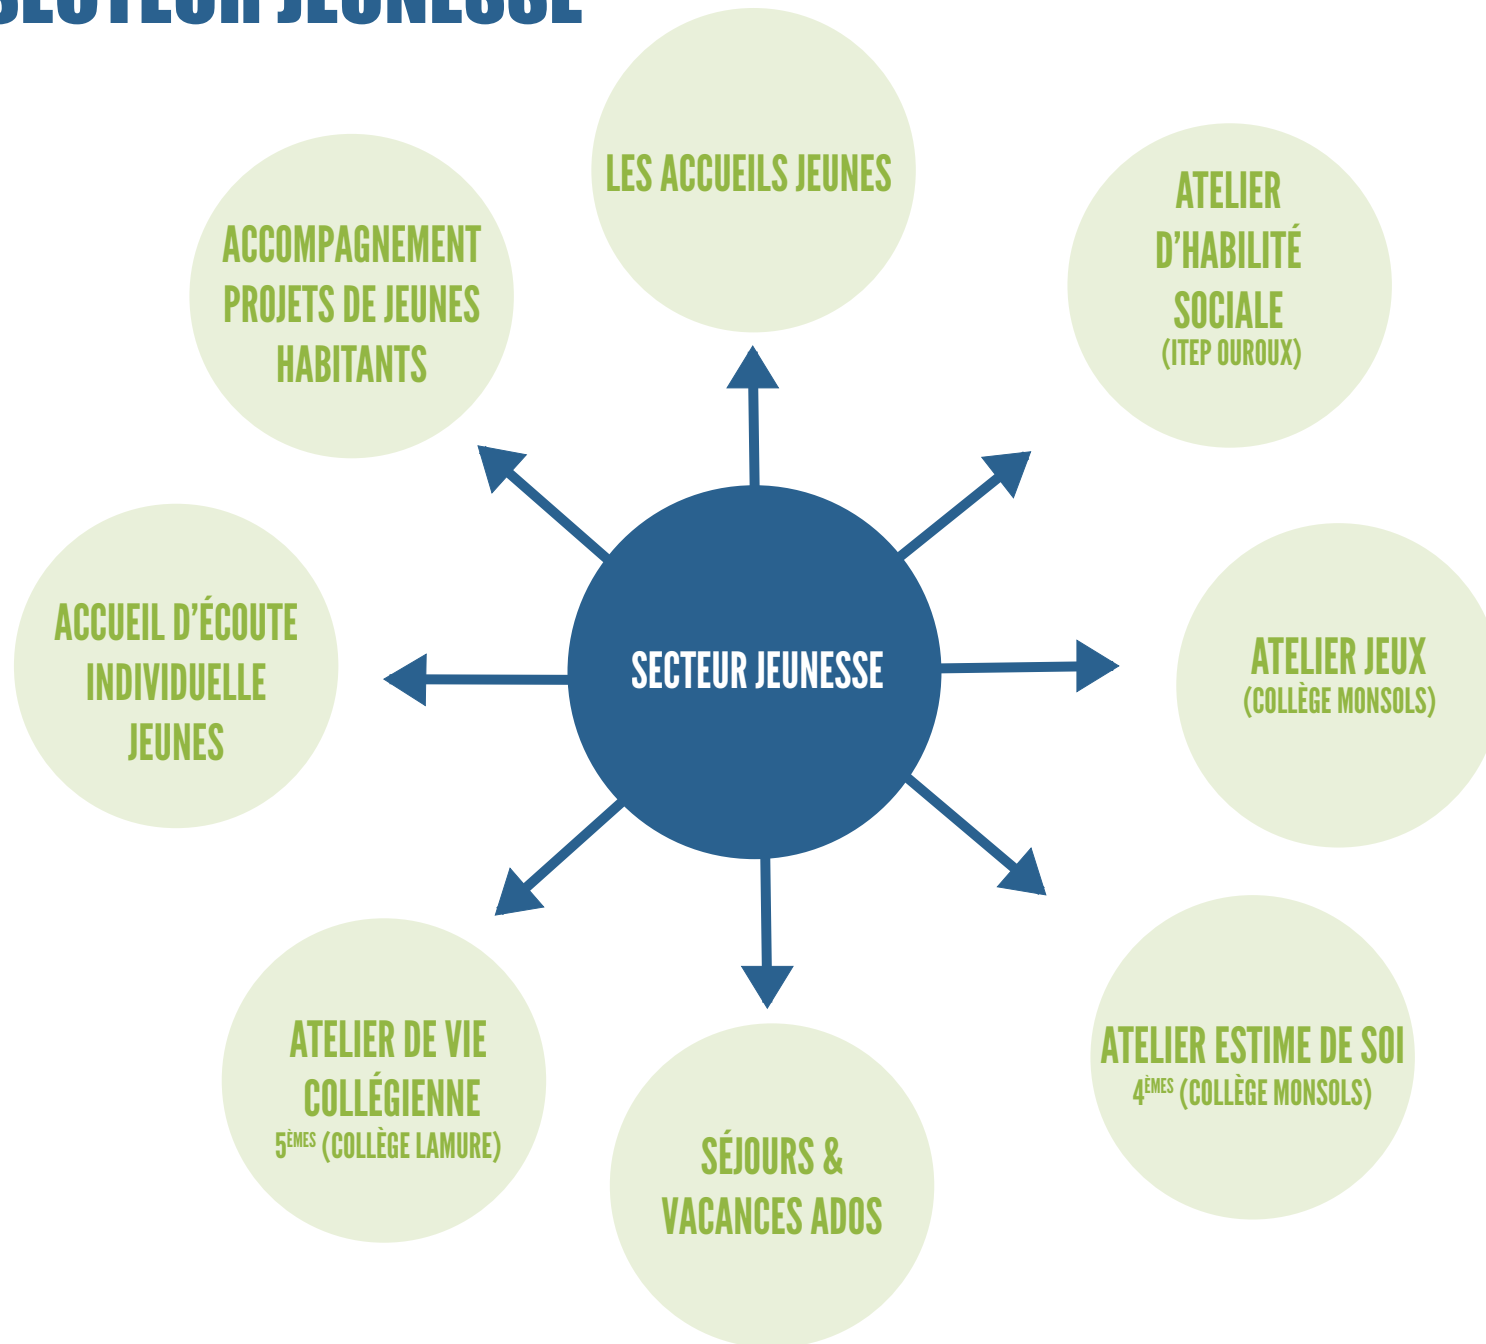 SECTEUR JEUNESSE
LES ACCUEILS JEUNES
ATELIER
D’HABILITÉ
SOCIALE
(ITEP OUROUX)
ACCOMPAGNEMENT
PROJETS DE JEUNES
HABITANTS
ACCUEIL D’ÉCOUTE
INDIVIDUELLE
JEUNES
SECTEUR JEUNESSE
ATELIER JEUX
(COLLÈGE MONSOLS)
ATELIER DE VIE
COLLÉGIENNE
5ÈMES (COLLÈGE LAMURE)
ATELIER ESTIME DE SOI
4ÈMES (COLLÈGE MONSOLS)
SÉJOURS &
VACANCES ADOS